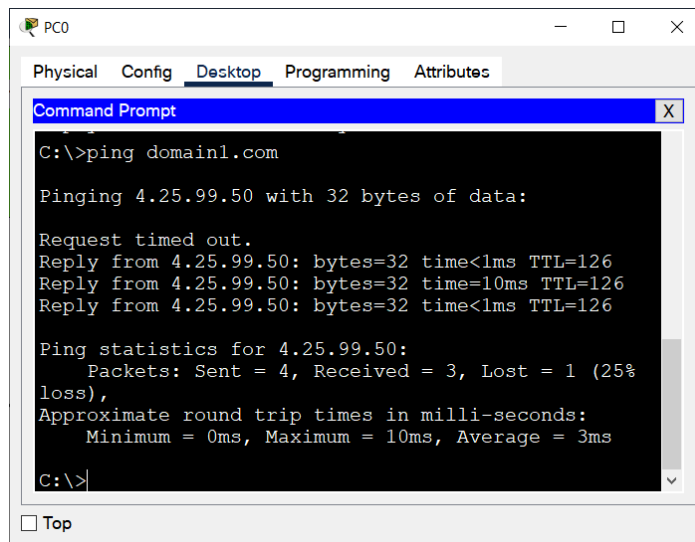 PC0
Physical Config Desktop Programming Attributes
Command Prompt X
C:\>ping domain1.com
Pinging 4.25.99.50 with 32 bytes of data:
Request timed out.
Reply from 4.25.99.50: bytes=32 time<1ms TTL=126
Reply from 4.25.99.50: bytes=32 time=10ms TTL=126
Reply from 4.25.99.50: bytes=32 time<1ms TTL=126
Ping statistics for 4.25.99.50:
Packets: Sent = 4, Received = 3, Lost = 1 (25%
loss),
Approximate round trip times in milli-seconds:
Minimum = 0ms, Maximum = 10ms, Average = 3ms
C:\>
Top